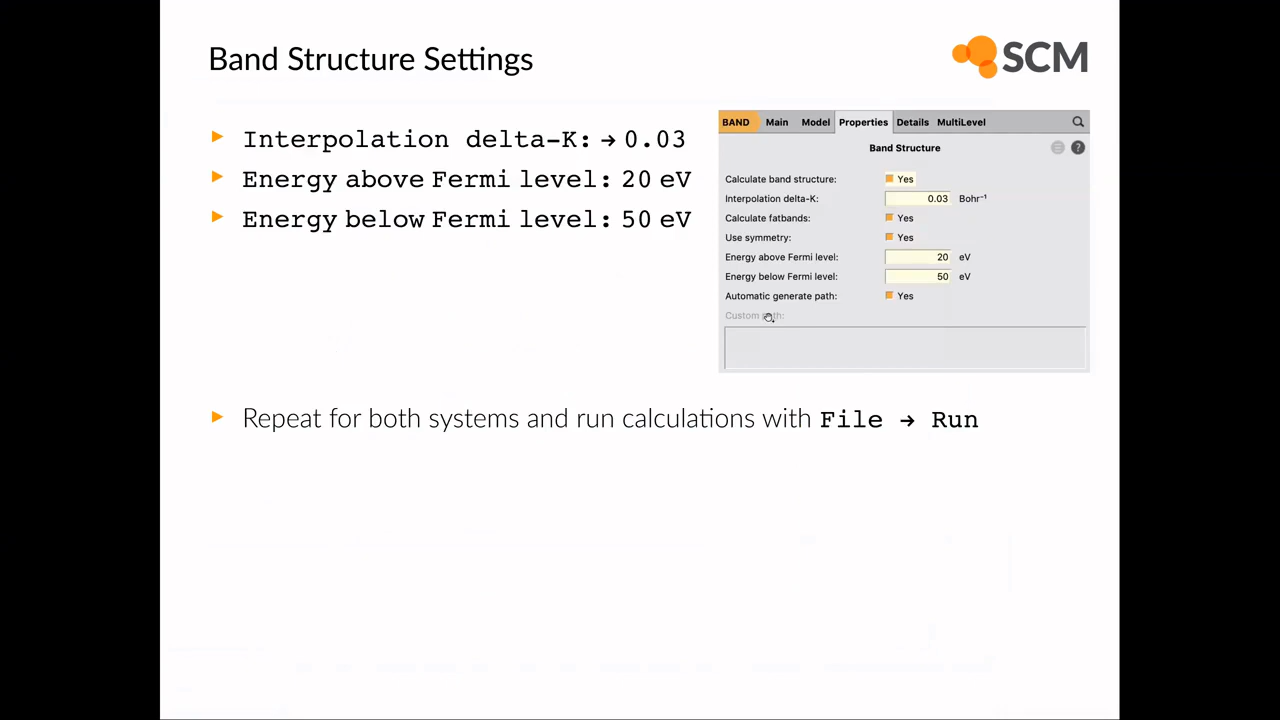 Band Structure Settings
SCM
Interpolation delta-K: → 0.03
Energy above Fermi level: 20 eV
Energy below Fermi level: 50 eV
BAND Main Model Properties Details MultiLevel
Band Structure
Calculate band structure: Yes
Interpolation delta-K: 0.03 Bohr⁻¹
Calculate fatbands: Yes
Use symmetry: Yes
Energy above Fermi level: 20 eV
Energy below Fermi level: 50 eV
Automatic generate path: Yes
Custom path:
Repeat for both systems and run calculations with File → Run